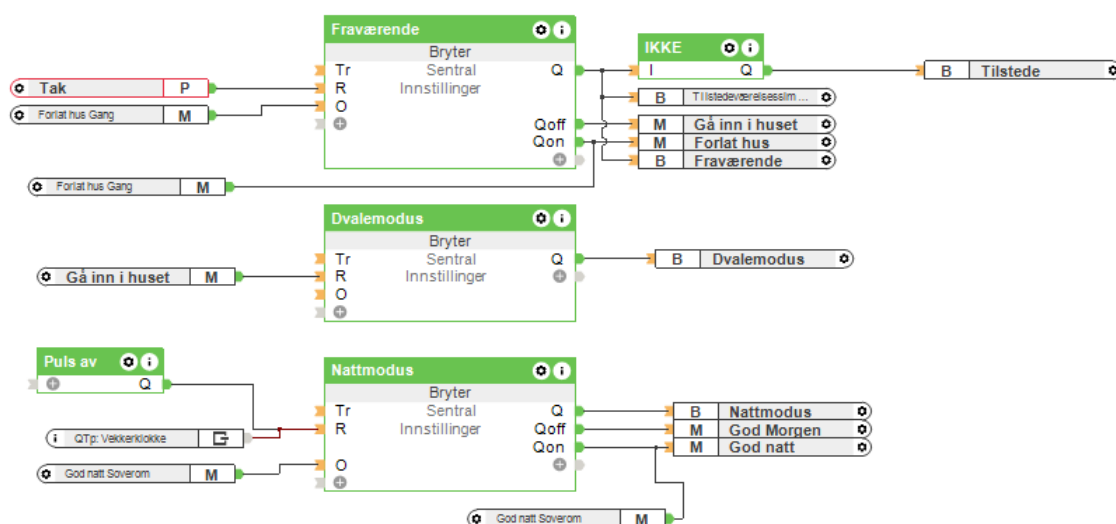 Fraværende
Bryter
Tr Sentral Q
R Innstillinger
O
Qoff
Qon
Tak P
Forlat hus Gang M
Forlat hus Gang M
IKKE
I Q
B Tilstede
B Tilstedeværelsessim ...
M Gå inn i huset
M Forlat hus
B Fraværende
Dvalemodus
Bryter
Tr Sentral Q
R Innstillinger
O
Gå inn i huset M
B Dvalemodus
Puls av
Q
QTp: Vekkerklokke
God natt Soverom M
Nattmodus
Bryter
Tr Sentral Q
R Innstillinger Qoff
Qon
O
B Nattmodus
M God Morgen
M God natt
God natt Soverom M